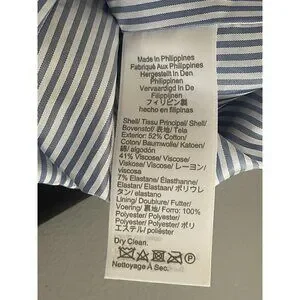 Made In Philippines
Fabriqué Aux Philippines
Hergestellt In Den
Philippinen
Vervaardigd In De
Filippijnen
フィリピン製
hecho en filipinas
Shell/ Tissu Principal/ Shell/
Bovenstof/ 表地/ Tela
Exterior: 52% Cotton/
Coton/ Baumwolle/ Katoen/
綿/ algodón
41% Viscose/ Viscose/
Viskose/ Viscose/ レーヨン/
viscosa
7% Elastane/ Élasthanne/
Elastan/ Elastaan/ ポリウレ
タン/ elastano
Lining/ Doublure/ Futter/
Voering/ 裏地/ Forro: 100%
Polyester/ Polyester/
Polyester/ Polyester/ ポリ
エステル/ poliéster
Dry Clean.
Nettoyage À Sec.